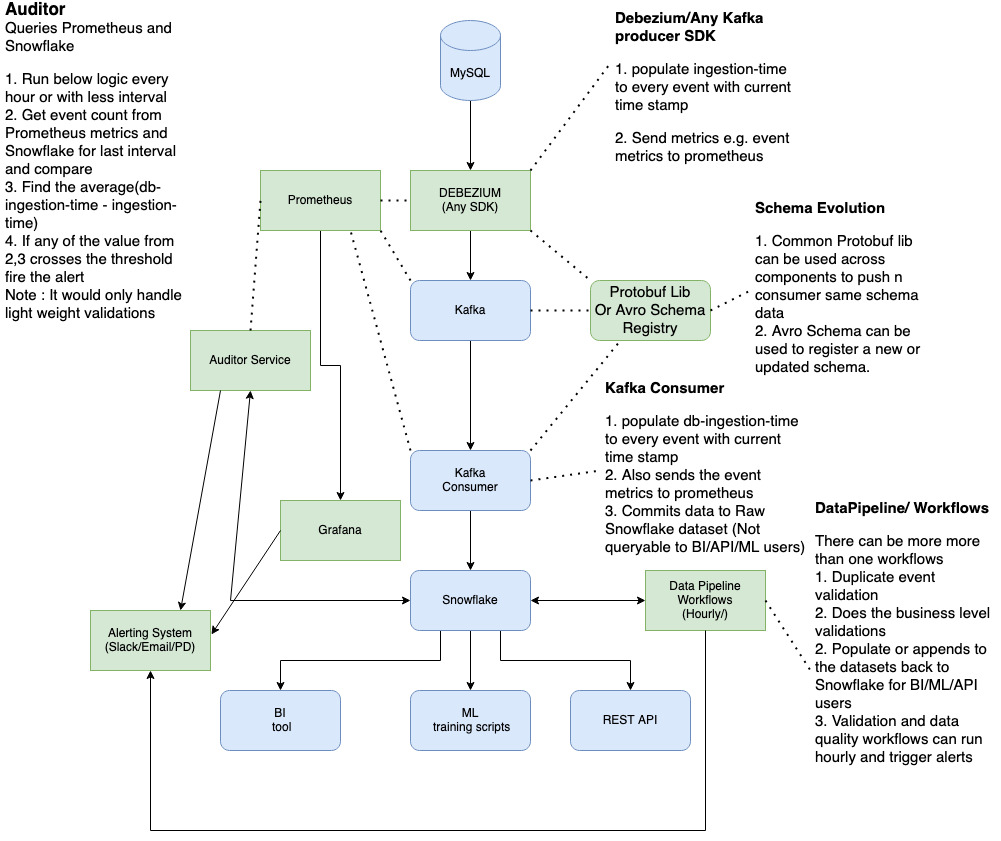 Auditor
Queries Prometheus and
Snowflake
1. Run below logic every
hour or with less interval
2. Get event count from
Prometheus metrics and
Snowflake for last interval
and compare
3. Find the average(db-
ingestion-time - ingestion-
time)
4. If any of the value from
2,3 crosses the threshold
fire the alert
Note : It would only handle
light weight validations
MySQL
Debezium/Any Kafka
producer SDK
1. populate ingestion-time
to every event with current
time stamp
2. Send metrics e.g. event
metrics to prometheus
Prometheus
DEBEZIUM
(Any SDK)
Schema Evolution
1. Common Protobuf lib
can be used across
components to push n
consumer same schema
data
2. Avro Schema can be
used to register a new or
updated schema.
Kafka
Protobuf Lib
Or Avro Schema
Registry
Auditor Service
Kafka Consumer
1. populate db-ingestion-time
to every event with current
time stamp
2. Also sends the event
metrics to prometheus
3. Commits data to Raw
Snowflake dataset (Not
queryable to BI/API/ML users)
Kafka
Consumer
Grafana
DataPipeline/ Workflows
There can be more more
than one workflows
1. Duplicate event
validation
2. Does the business level
validations
2. Populate or appends to
the datasets back to
Snowflake for BI/ML/API
users
3. Validation and data
quality workflows can run
hourly and trigger alerts
Snowflake
Data Pipeline
Workflows
(Hourly/)
Alerting System
(Slack/Email/PD)
BI
tool
ML
training scripts
REST API